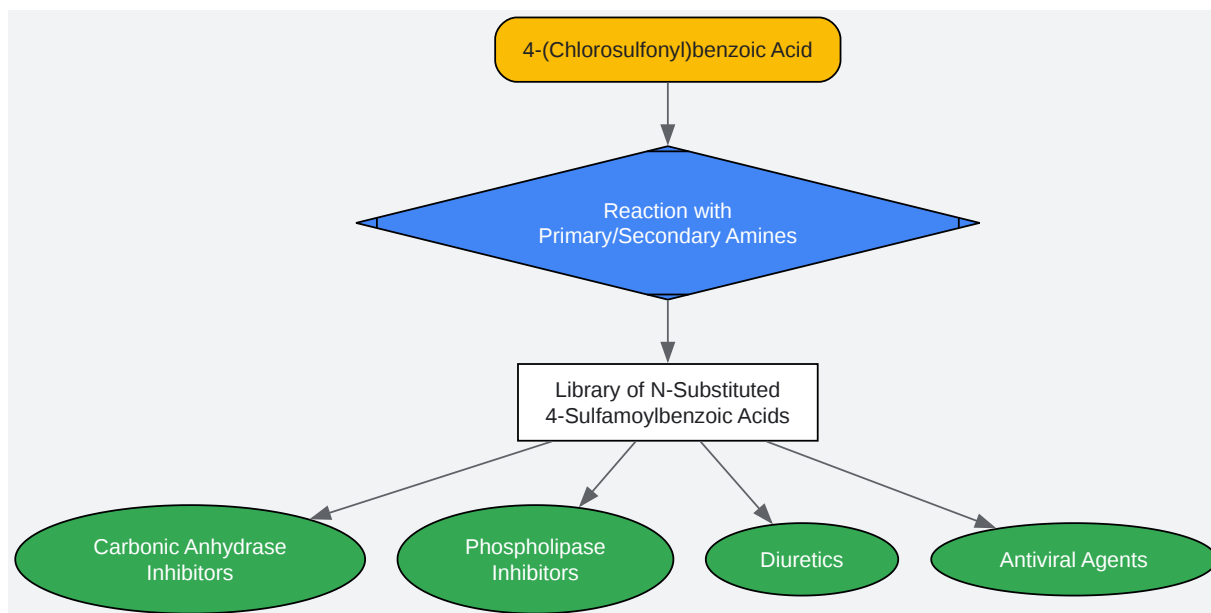 4-(Chlorosulfonyl)benzoic Acid
Reaction with
Primary/Secondary Amines
Library of N-Substituted
4-Sulfamoylbenzoic Acids
Carbonic Anhydrase
Inhibitors
Phospholipase
Inhibitors
Diuretics
Antiviral Agents